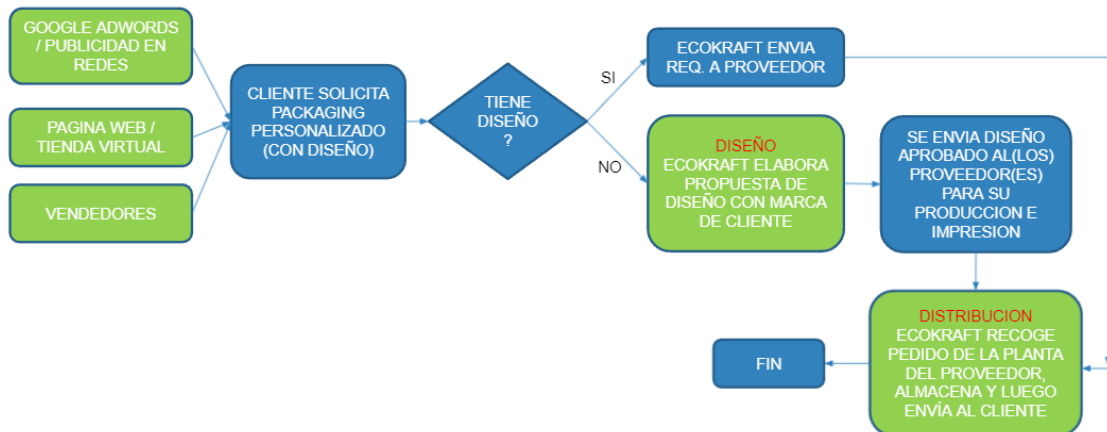 GOOGLE ADWORDS
/ PUBLICIDAD EN
REDES
PAGINA WEB /
TIENDA VIRTUAL
VENDEDORES
CLIENTE SOLICITA
PACKAGING
PERSONALIZADO
(CON DISEÑO)
TIENE
DISEÑO
?
SI
NO
ECOKRAFT ENVIA
REQ. A PROVEEDOR
DISEÑO
ECOKRAFT ELABORA
PROPUESTA DE
DISEÑO CON MARCA
DE CLIENTE
SE ENVIA DISEÑO
APROBADO AL(LOS)
PROVEEDOR(ES)
PARA SU
PRODUCCION E
IMPRESION
DISTRIBUCION
ECOKRAFT RECOGE
PEDIDO DE LA PLANTA
DEL PROVEEDOR,
ALMACENA Y LUEGO
ENVÍA AL CLIENTE
FIN